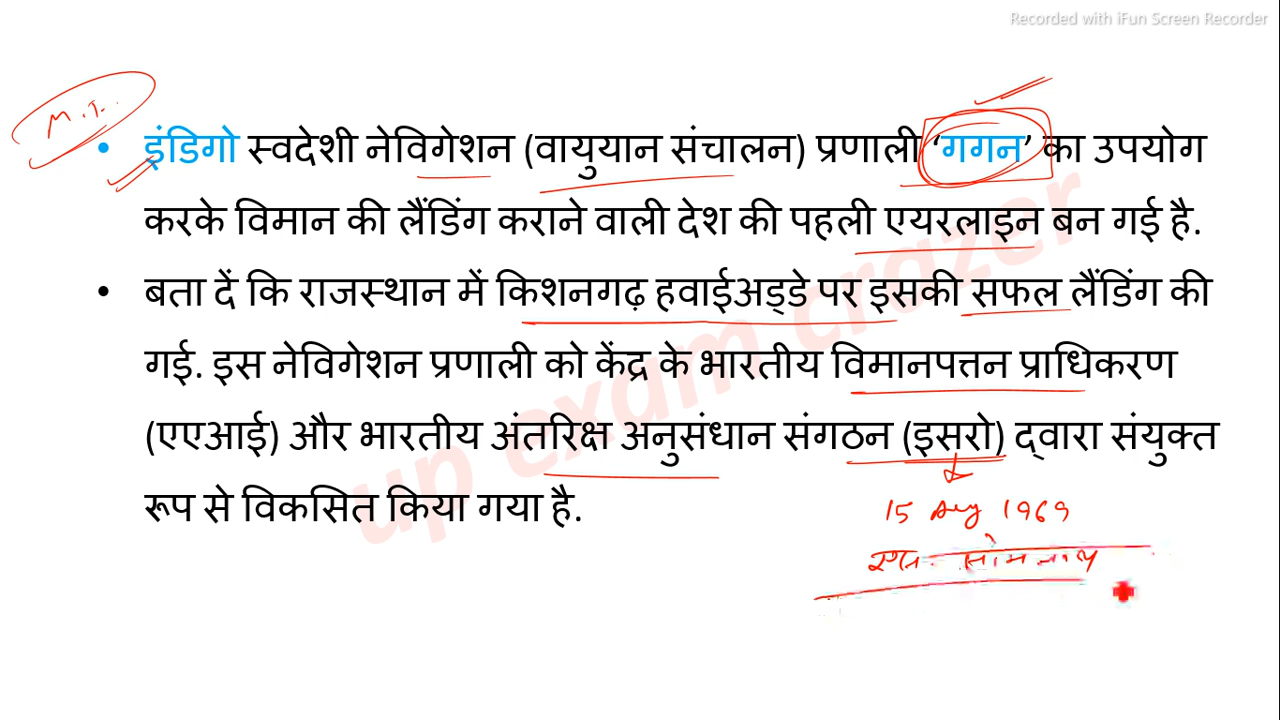 Recorded with iFun Screen Recorder
M.I.
• इंडिगो स्वदेशी नेविगेशन (वायुयान संचालन) प्रणाली ‘गगन’ का उपयोग
करके विमान की लैंडिंग कराने वाली देश की पहली एयरलाइन बन गई है.
• बता दें कि राजस्थान में किशनगढ़ हवाईअड्डे पर इसकी सफल लैंडिंग की
गई. इस नेविगेशन प्रणाली को केंद्र के भारतीय विमानपत्तन प्राधिकरण
(एएआई) और भारतीय अंतरिक्ष अनुसंधान संगठन (इसरो) द्वारा संयुक्त
रूप से विकसित किया गया है.
up exam crazer
15 Aug 1969
सोमनाथ